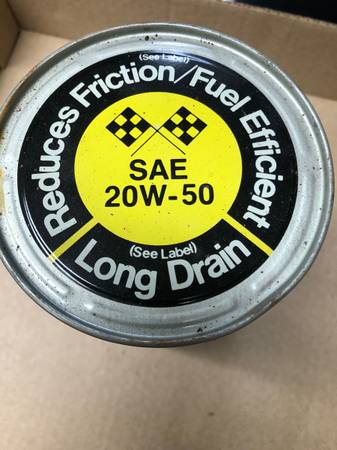 (See Label)
Reduces Friction/Fuel Efficient
SAE
20W-50
(See Label)
Long Drain